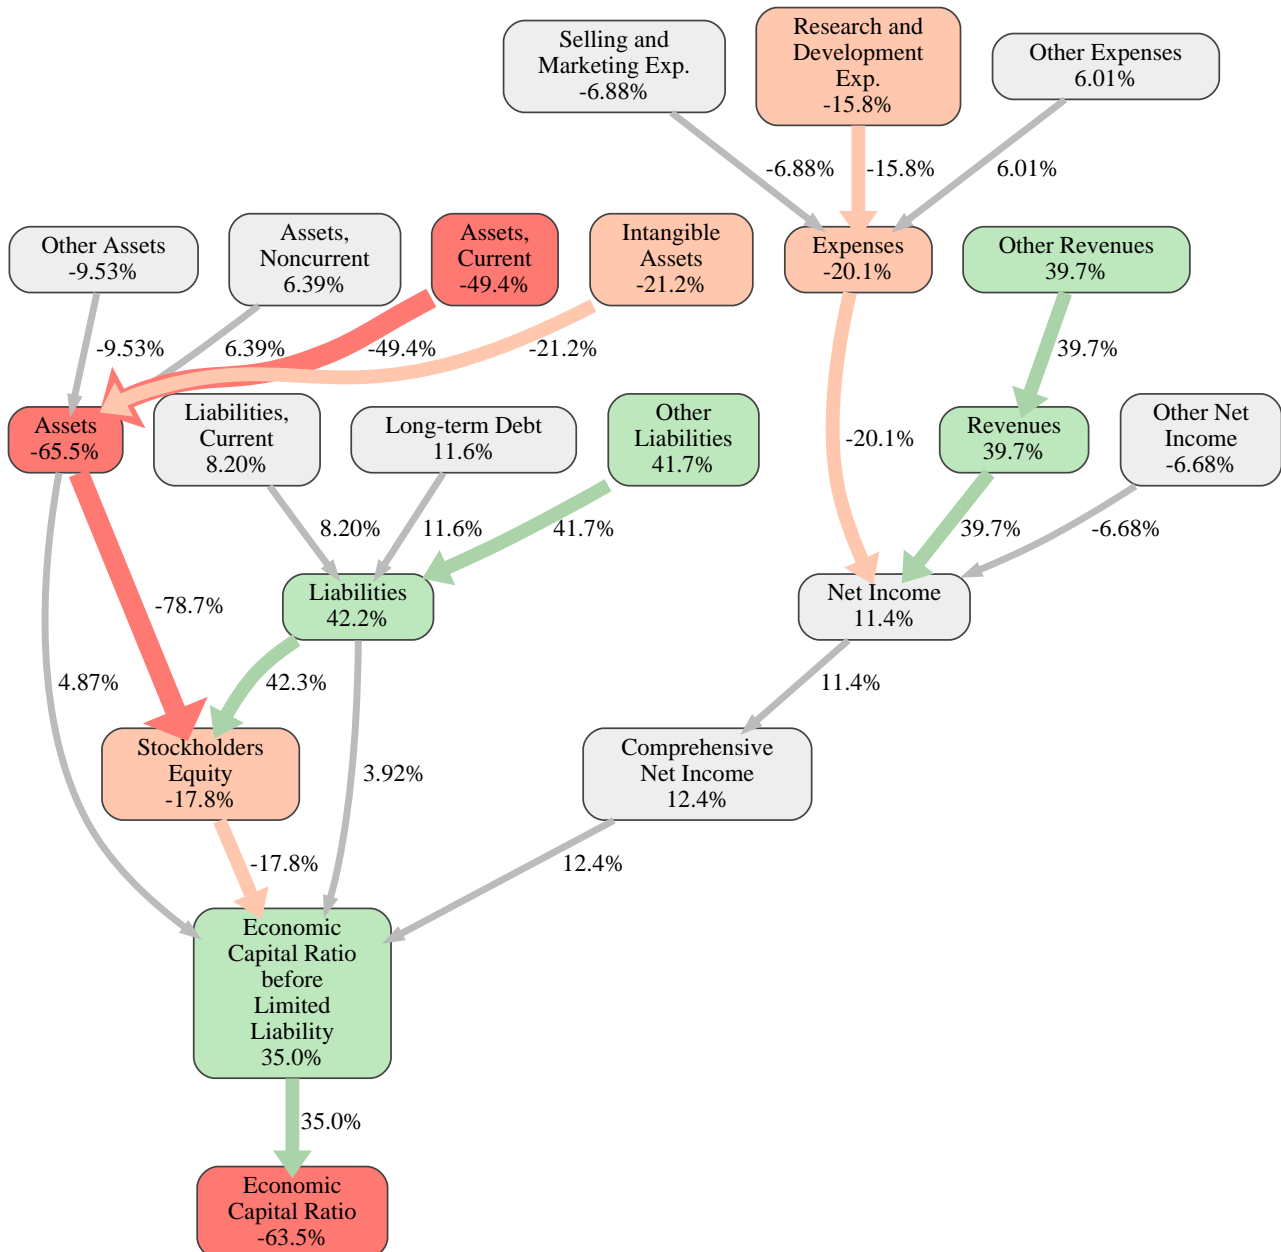 Selling and
Marketing Exp.
-6.88%
Research and
Development
Exp.
-15.8%
Other Expenses
6.01%
-6.88%
-15.8%
6.01%
Other Assets
-9.53%
Assets,
Noncurrent
6.39%
Assets,
Current
-49.4%
Intangible
Assets
-21.2%
Expenses
-20.1%
Other Revenues
39.7%
-9.53%
6.39%
-49.4%
-21.2%
39.7%
Assets
-65.5%
Liabilities,
Current
8.20%
Long-term Debt
11.6%
Other
Liabilities
41.7%
-20.1%
Revenues
39.7%
Other Net
Income
-6.68%
8.20%
11.6%
41.7%
39.7%
-6.68%
-78.7%
Liabilities
42.2%
Net Income
11.4%
4.87%
42.3%
11.4%
Stockholders
Equity
-17.8%
3.92%
Comprehensive
Net Income
12.4%
-17.8%
12.4%
Economic
Capital Ratio
before
Limited
Liability
35.0%
35.0%
Economic
Capital Ratio
-63.5%